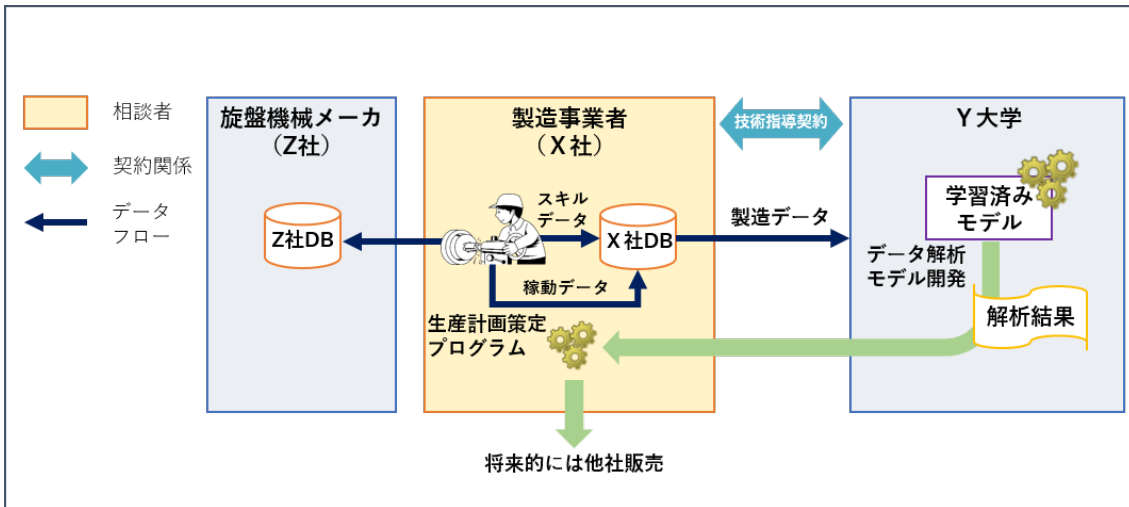 相談者
契約関係
データ
フロー
旋盤機械メーカ
（Z社）
Z社DB
製造事業者
（X社）
スキル
データ
X社DB
稼動データ
生産計画策定
プログラム
将来的には他社販売
技術指導契約
製造データ
Y大学
学習済み
モデル
データ解析
モデル開発
解析結果